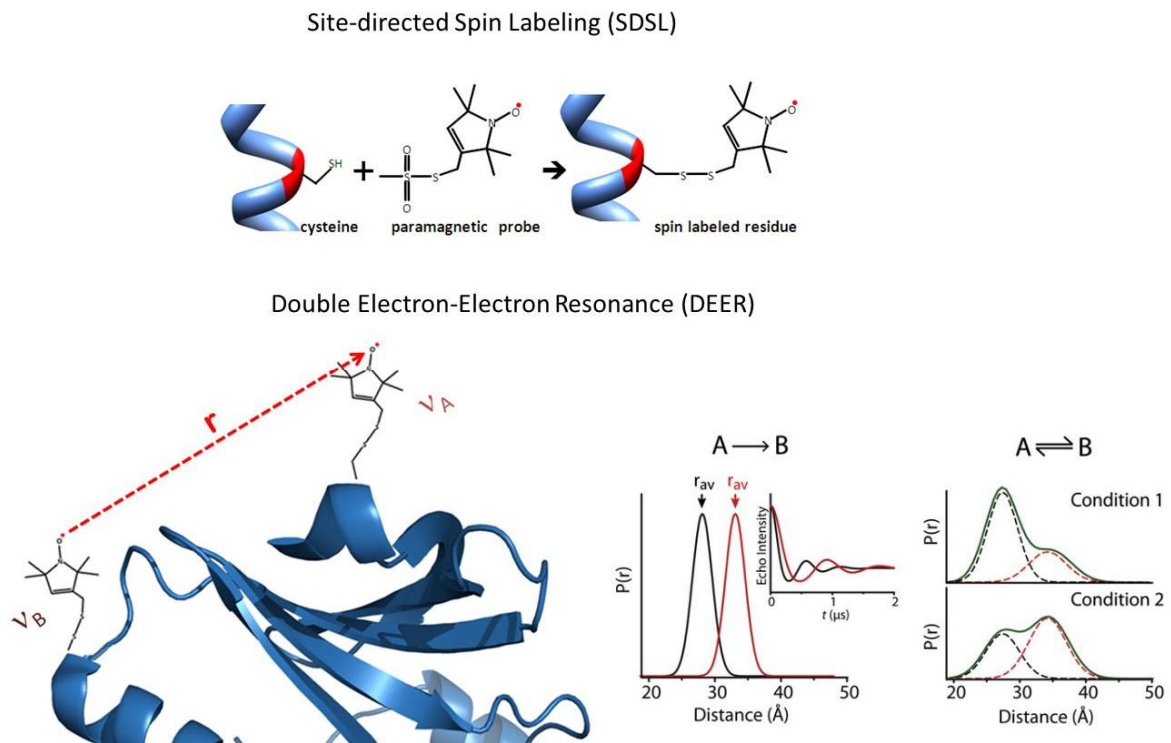 Site-directed Spin Labeling (SDSL)
SH
+
O
S
O
S
N
O
➔
S
S
N
O
cysteine
paramagnetic probe
spin labeled residue
Double Electron-Electron Resonance (DEER)
O
N
r
νA
O
N
νB
A → B
rav
rav
P(r)
Echo Intensity
0
1
2
t (μs)
20
30
40
50
Distance (Å)
A ⇌ B
Condition 1
P(r)
Condition 2
P(r)
20
30
40
50
Distance (Å)